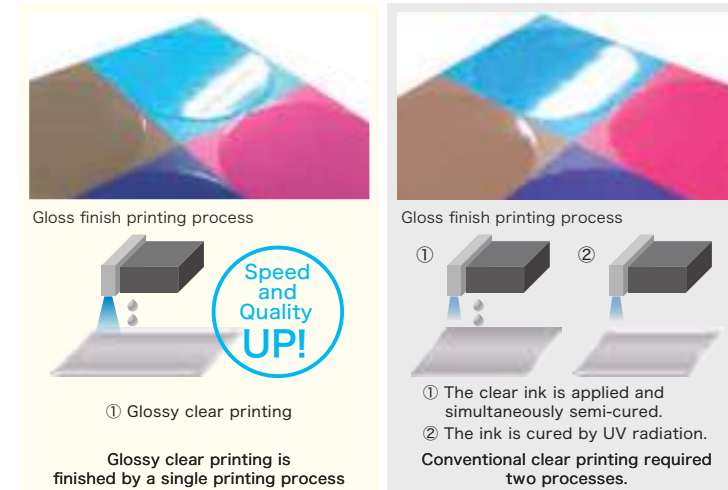 Gloss finish printing process
Speed
and
Quality
UP!
① Glossy clear printing
Glossy clear printing is
finished by a single printing process
Gloss finish printing process
①
②
① The clear ink is applied and
simultaneously semi-cured.
② The ink is cured by UV radiation.
Conventional clear printing required
two processes.